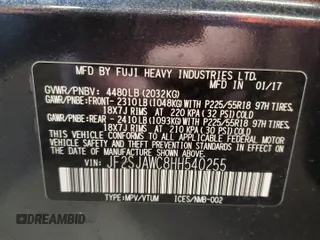 MFD. BY FUJI HEAVY INDUSTRIES LTD.
GVWR/PNBV: 4480LB(2032KG) MFD IN 01/17
GAW/PNBE:FRONT- 2310LB(1048KG)WITH P225/55R18 97H TIRES.
18X7J RIMS AT 220 KPA(32 PSI)COLD
GAWR/PNBE:REAR- 2410LB(1093KG)WITH P225/55R18 97H TIRES.
18X7J RIMS AT 210 KPA(30 PSI)COLD
THIS VEHICLE CONFORMS TO ALL APPLICABLE FEDERAL MOTOR
VEHICLE SAFETY, BUMPER, AND THEFT PREVENTION
STANDARDS IN EFFECT ON THE DATE OF MANUFACTURE
SHOWN ABOVE.
VIN: JF2SJAWC8HH540255
TYPE:MPV/VTUM ICES/NMB-002
© STATAUTO